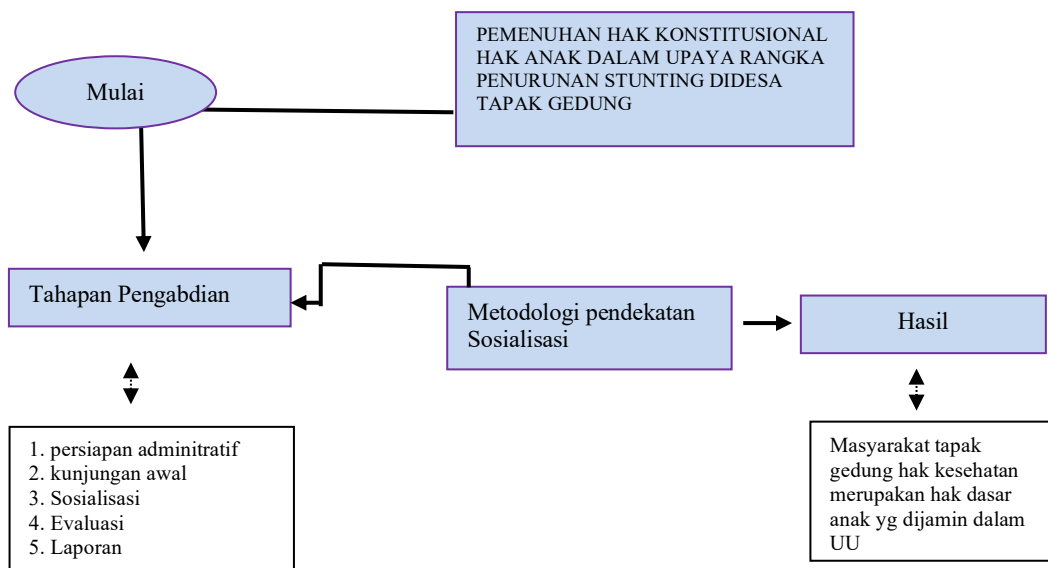 PEMENUHAN HAK KONSTITUSIONAL
HAK ANAK DALAM UPAYA RANGKA
PENURUNAN STUNTING DIDESA
TAPAK GEDUNG
Mulai
Tahapan Pengabdian
Metodologi pendekatan
Sosialisasi
Hasil
1. persiapan adminitratif
2. kunjungan awal
3. Sosialisasi
4. Evaluasi
5. Laporan
Masyarakat tapak
gedung hak kesehatan
merupakan hak dasar
anak yg dijamin dalam
UU